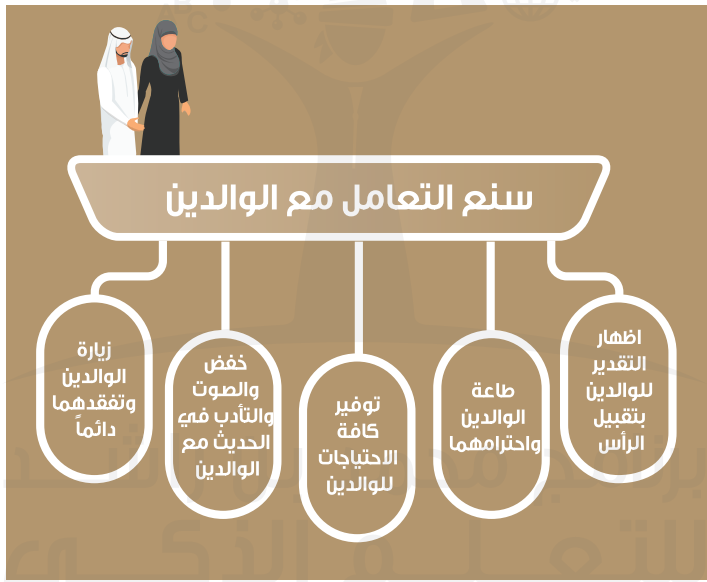 سنع التعامل مع الوالدين
اظهار
التقدير
للوالدين
بتقبيل
الرأس
طاعة
الوالدين
واحترامهما
توفير
كافة
الاحتياجات
للوالدين
خفض
والصوت
والتأدب في
الحديث مع
الوالدين
زيارة
الوالدين
وتفقدهما
دائماً